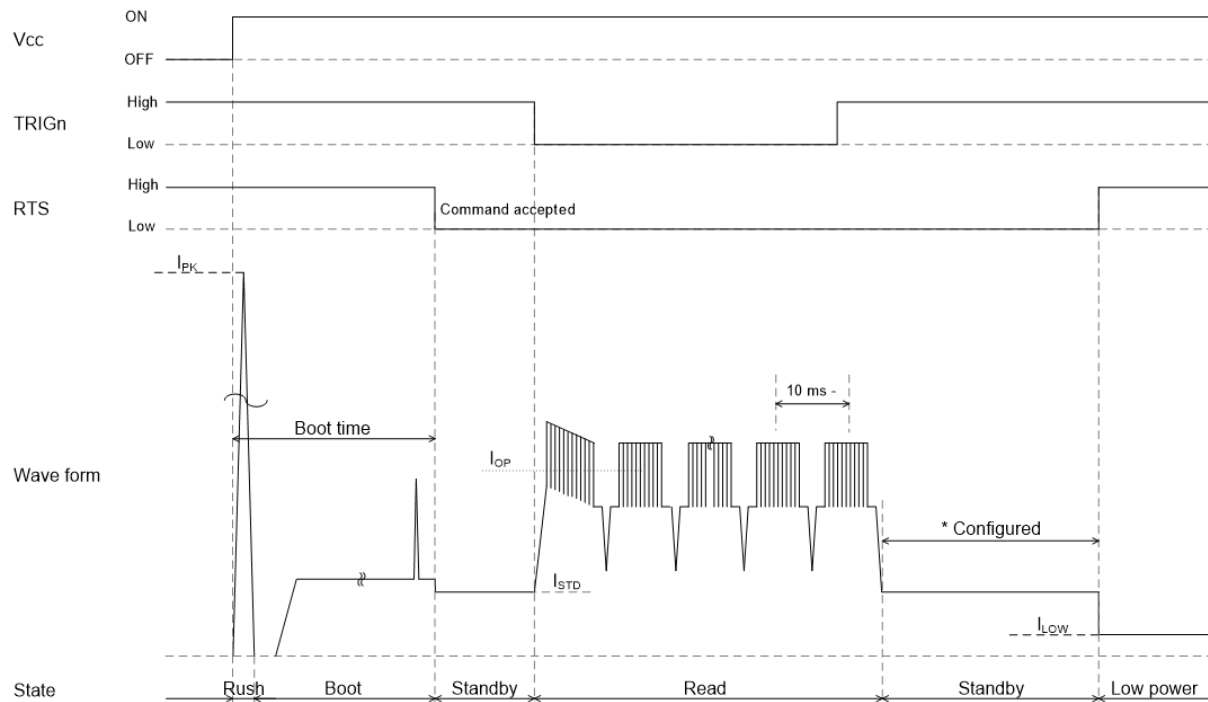 Vcc
ON
OFF
TRIGn
High
Low
RTS
High
Low
Command accepted
IPK
10 ms -
Boot time
IOP
Wave form
* Configured
ISTD
ILOW
State
Rush
Boot
Standby
Read
Standby
Low power